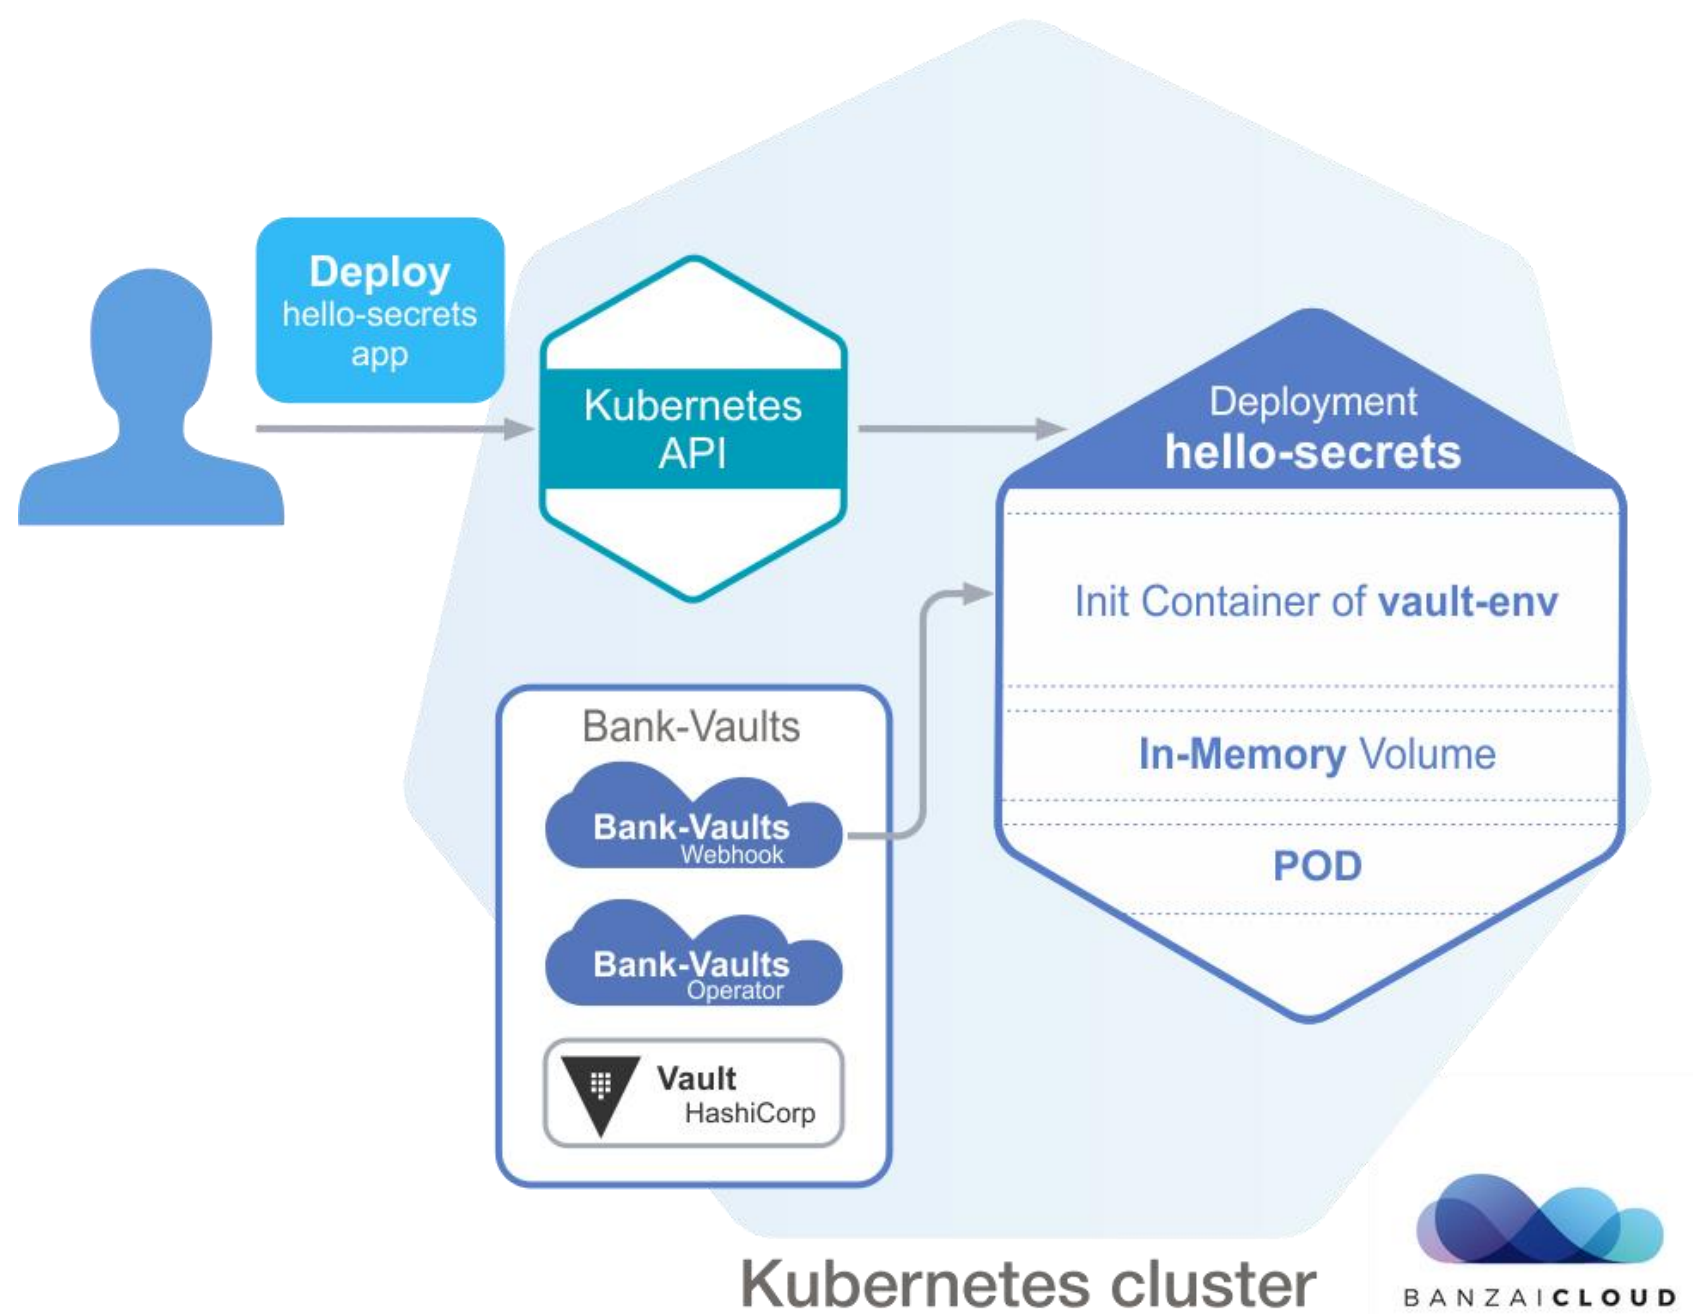 Deploy
hello-secrets
app
Kubernetes
API
Deployment
hello-secrets
Init Container of vault-env
In-Memory Volume
POD
Bank-Vaults
Bank-Vaults
Webhook
Bank-Vaults
Operator
Vault
HashiCorp
Kubernetes cluster
BANZAICLOUD